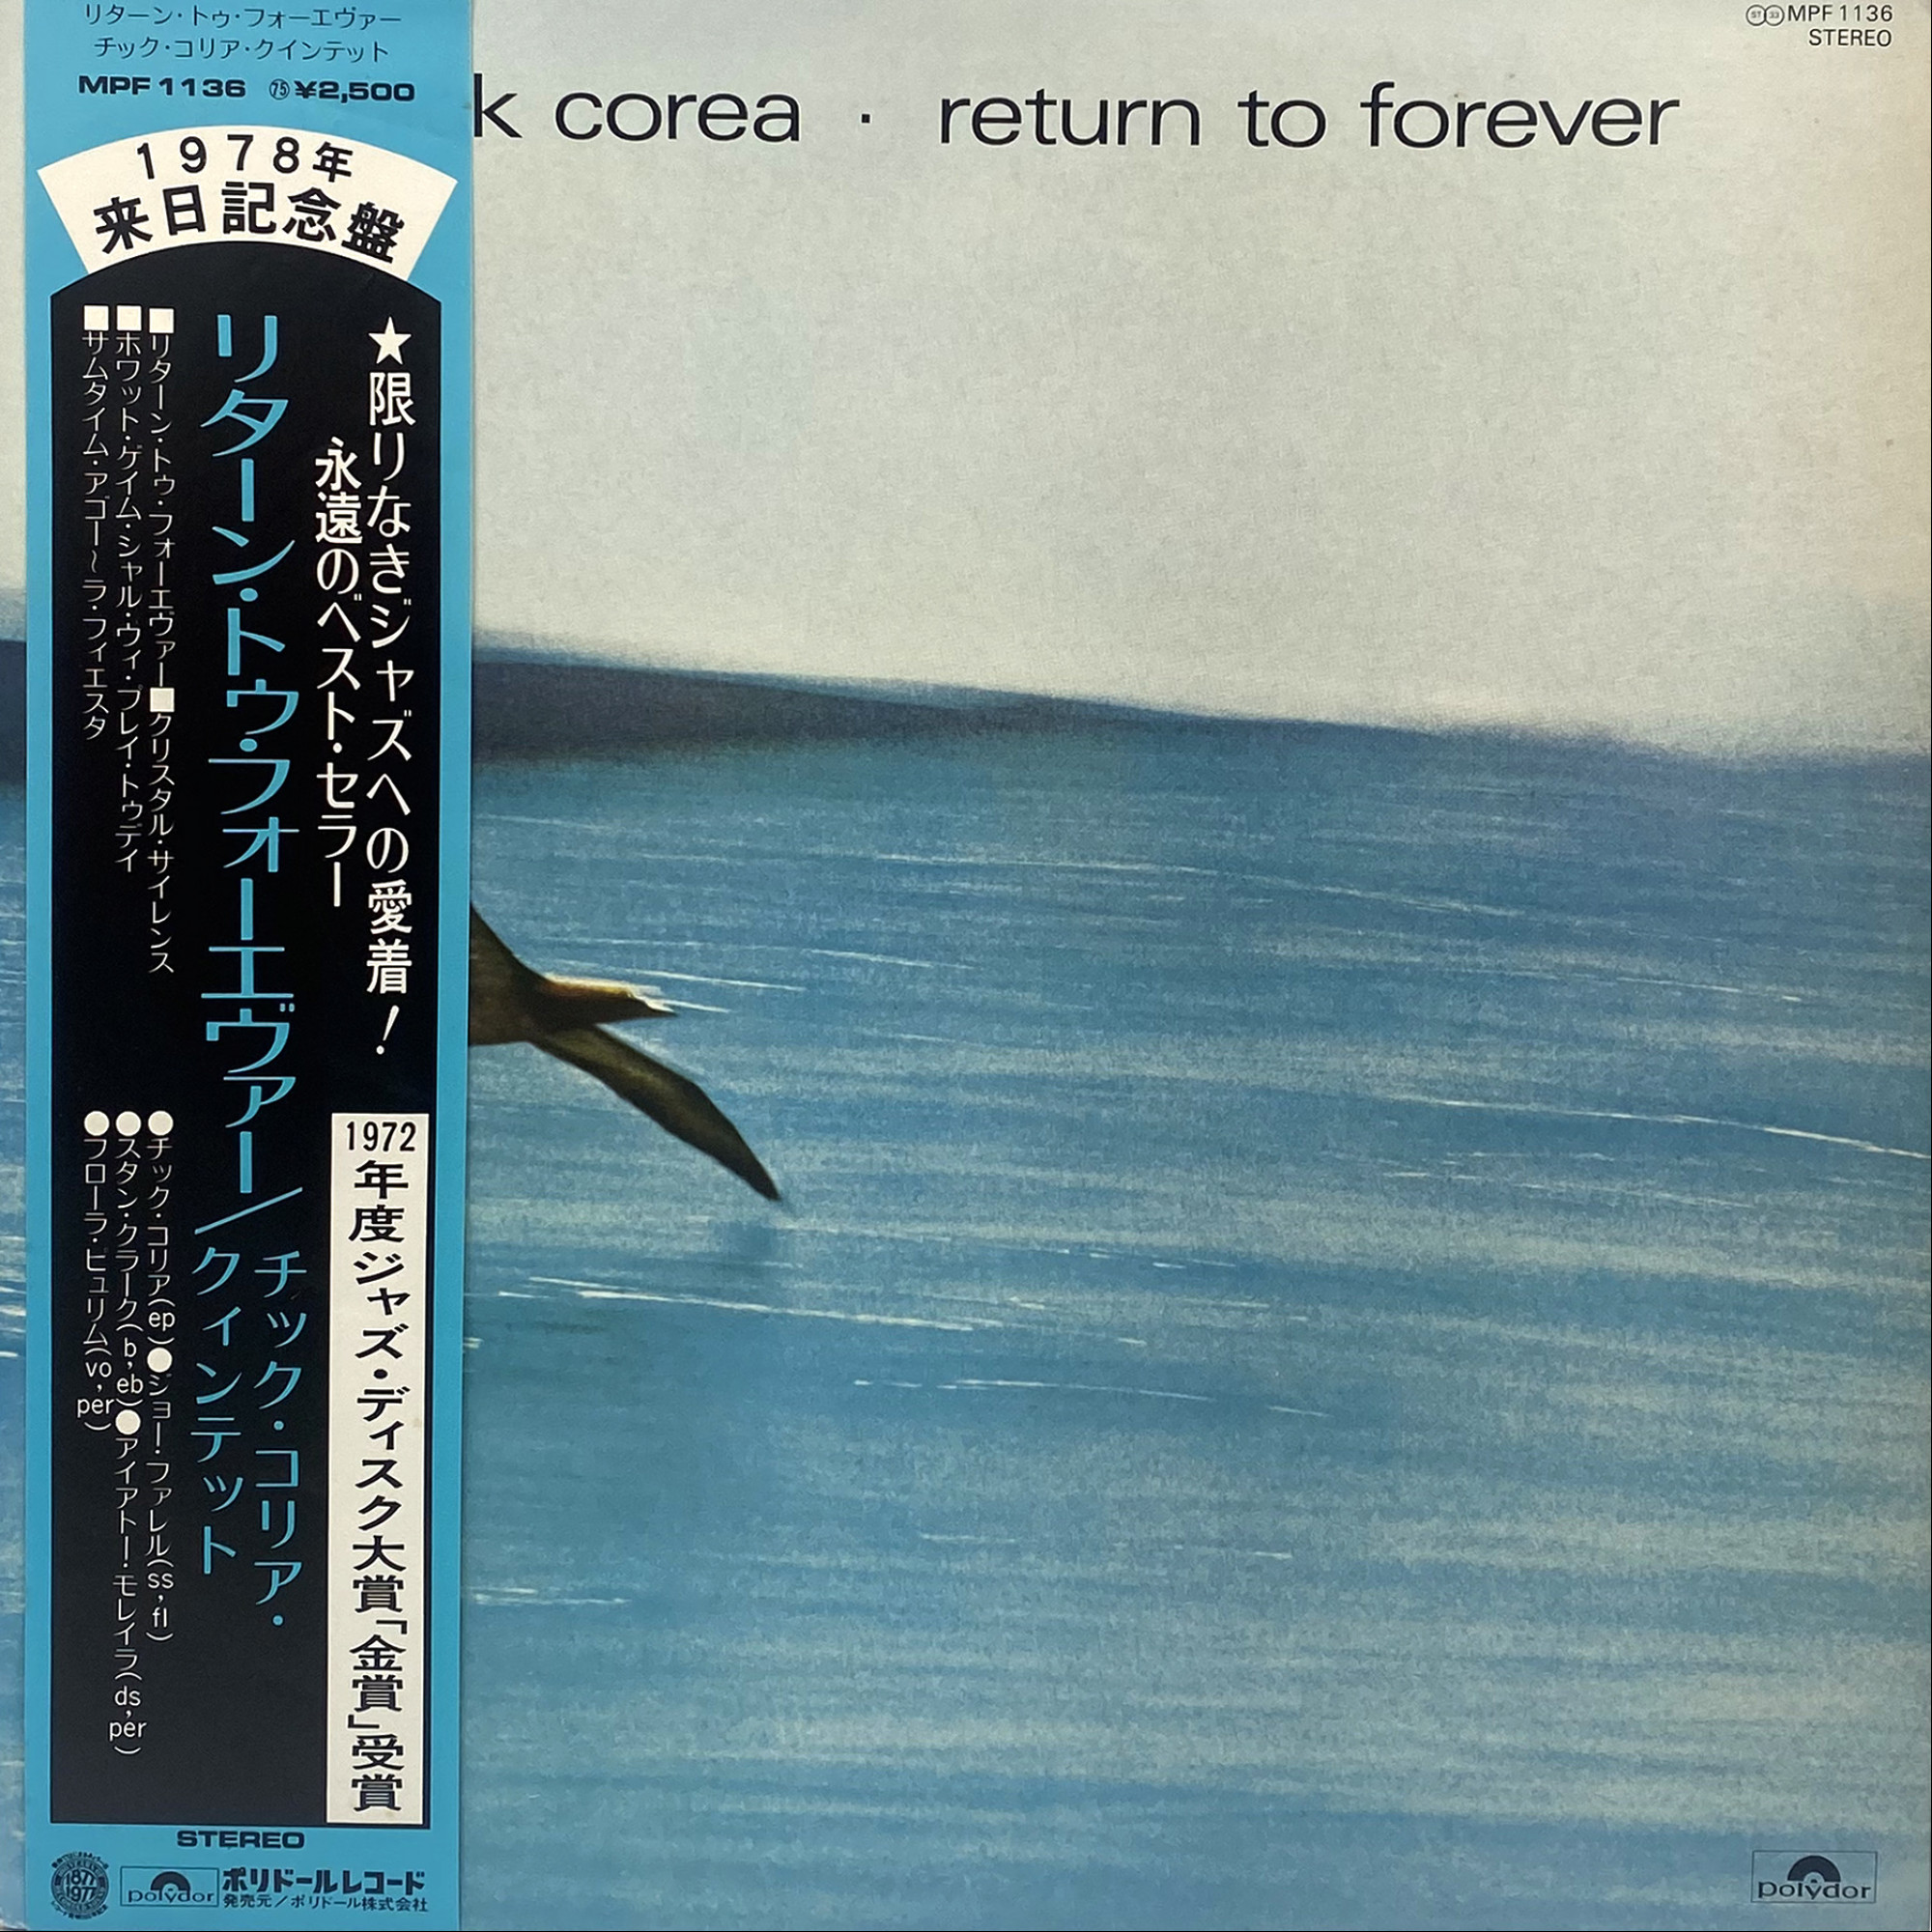 リターン・トゥ・フォーエヴァー
チック・コリア・クインテット
MPF 1136 ㊆ ¥2,500
1978年
来日記念盤
★限りなきジャズへの愛着!
永遠のベスト・セラー
1972年度ジャズ・ディスク大賞「金賞」受賞
リターン・トゥ・フォーエヴァー/チック・コリア・
クィンテット
■リターン・トゥ・フォーエヴァー■クリスタル・サイレンス
■ホワット・ゲイム・シャル・ウィ・プレイ・トゥデイ
■サムタイム・アゴー〜ラ・フィエスタ
●チック・コリア(ep)●ジョー・ファレル(ss, fl)
●スタン・クラーク(b, eb)●アイアトー・モレイラ(ds, per)
●フローラ・ピュリム(vo, per)
STEREO
1877
1977
polydor
ポリドールレコード
発売元/ポリドール株式会社
k corea · return to forever
ST 33 MPF 1136
STEREO
polydor